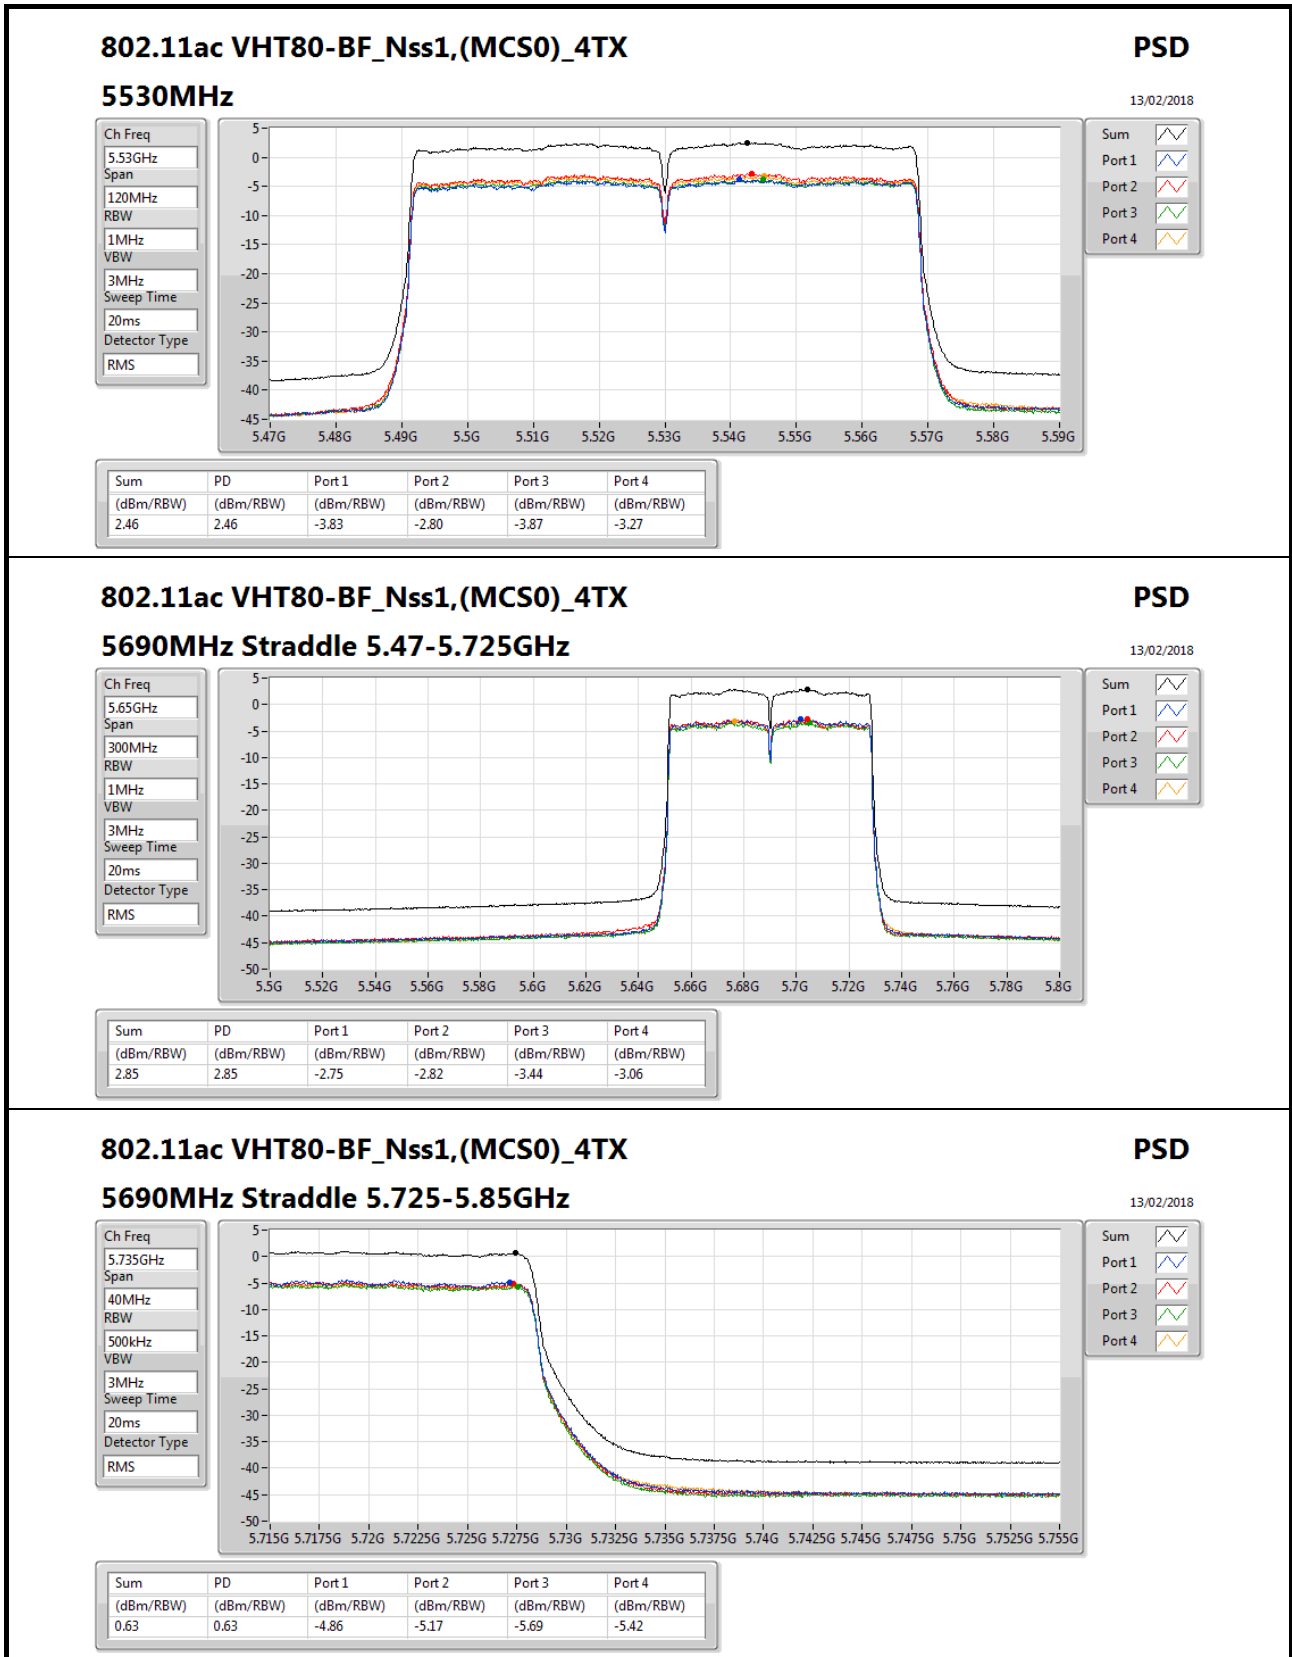 802.11ac VHT80-BF_Nss1,(MCS0)_4TX PSD
5530MHz 13/02/2018
Ch Freq
5.53GHz
Span
120MHz
RBW
1MHz
VBW
3MHz
Sweep Time
20ms
Detector Type
RMS
5
0
-5
-10
-15
-20
-25
-30
-35
-40
-45
5.47G 5.48G 5.49G 5.5G 5.51G 5.52G 5.53G 5.54G 5.55G 5.56G 5.57G 5.58G 5.59G
Sum
Port 1
Port 2
Port 3
Port 4
Sum PD Port 1 Port 2 Port 3 Port 4
(dBm/RBW) (dBm/RBW) (dBm/RBW) (dBm/RBW) (dBm/RBW) (dBm/RBW)
2.46 2.46 -3.83 -2.80 -3.87 -3.27
802.11ac VHT80-BF_Nss1,(MCS0)_4TX PSD
5690MHz Straddle 5.47-5.725GHz 13/02/2018
Ch Freq
5.65GHz
Span
300MHz
RBW
1MHz
VBW
3MHz
Sweep Time
20ms
Detector Type
RMS
5
0
-5
-10
-15
-20
-25
-30
-35
-40
-45
-50
5.5G 5.52G 5.54G 5.56G 5.58G 5.6G 5.62G 5.64G 5.66G 5.68G 5.7G 5.72G 5.74G 5.76G 5.78G 5.8G
Sum
Port 1
Port 2
Port 3
Port 4
Sum PD Port 1 Port 2 Port 3 Port 4
(dBm/RBW) (dBm/RBW) (dBm/RBW) (dBm/RBW) (dBm/RBW) (dBm/RBW)
2.85 2.85 -2.75 -2.82 -3.44 -3.06
802.11ac VHT80-BF_Nss1,(MCS0)_4TX PSD
5690MHz Straddle 5.725-5.85GHz 13/02/2018
Ch Freq
5.735GHz
Span
40MHz
RBW
500kHz
VBW
3MHz
Sweep Time
20ms
Detector Type
RMS
5
0
-5
-10
-15
-20
-25
-30
-35
-40
-45
-50
5.715G 5.7175G 5.72G 5.7225G 5.725G 5.7275G 5.73G 5.7325G 5.735G 5.7375G 5.74G 5.7425G 5.745G 5.7475G 5.75G 5.7525G 5.755G
Sum
Port 1
Port 2
Port 3
Port 4
Sum PD Port 1 Port 2 Port 3 Port 4
(dBm/RBW) (dBm/RBW) (dBm/RBW) (dBm/RBW) (dBm/RBW) (dBm/RBW)
0.63 0.63 -4.86 -5.17 -5.69 -5.42